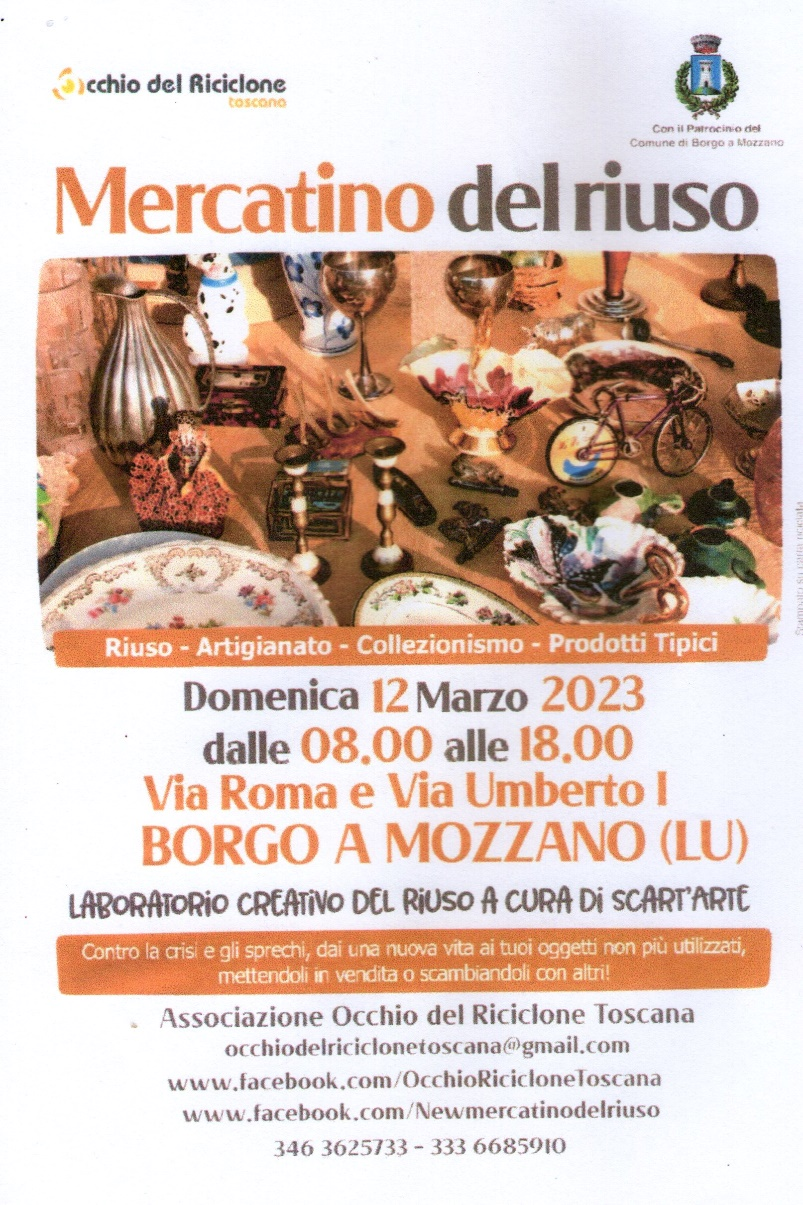 Occhio del Riciclone
toscana
Con il Patrocinio del
Comune di Borgo a Mozzano
Mercatino del riuso
Riuso - Artigianato - Collezionismo - Prodotti Tipici
Domenica 12 Marzo 2023
dalle 08.00 alle 18.00
Via Roma e Via Umberto I
BORGO A MOZZANO (LU)
LABORATORIO CREATIVO DEL RIUSO A CURA DI SCART'ARTE
Contro la crisi e gli sprechi, dai una nuova vita ai tuoi oggetti non più utilizzati,
mettendoli in vendita o scambiandoli con altri!
Associazione Occhio del Riciclone Toscana
occhiodelriciclonetoscana@gmail.com
www.facebook.com/OcchioRicicloneToscana
www.facebook.com/Newmercatinodelriuso
346 3625733 - 333 6685910
Stampato su carta riciclata